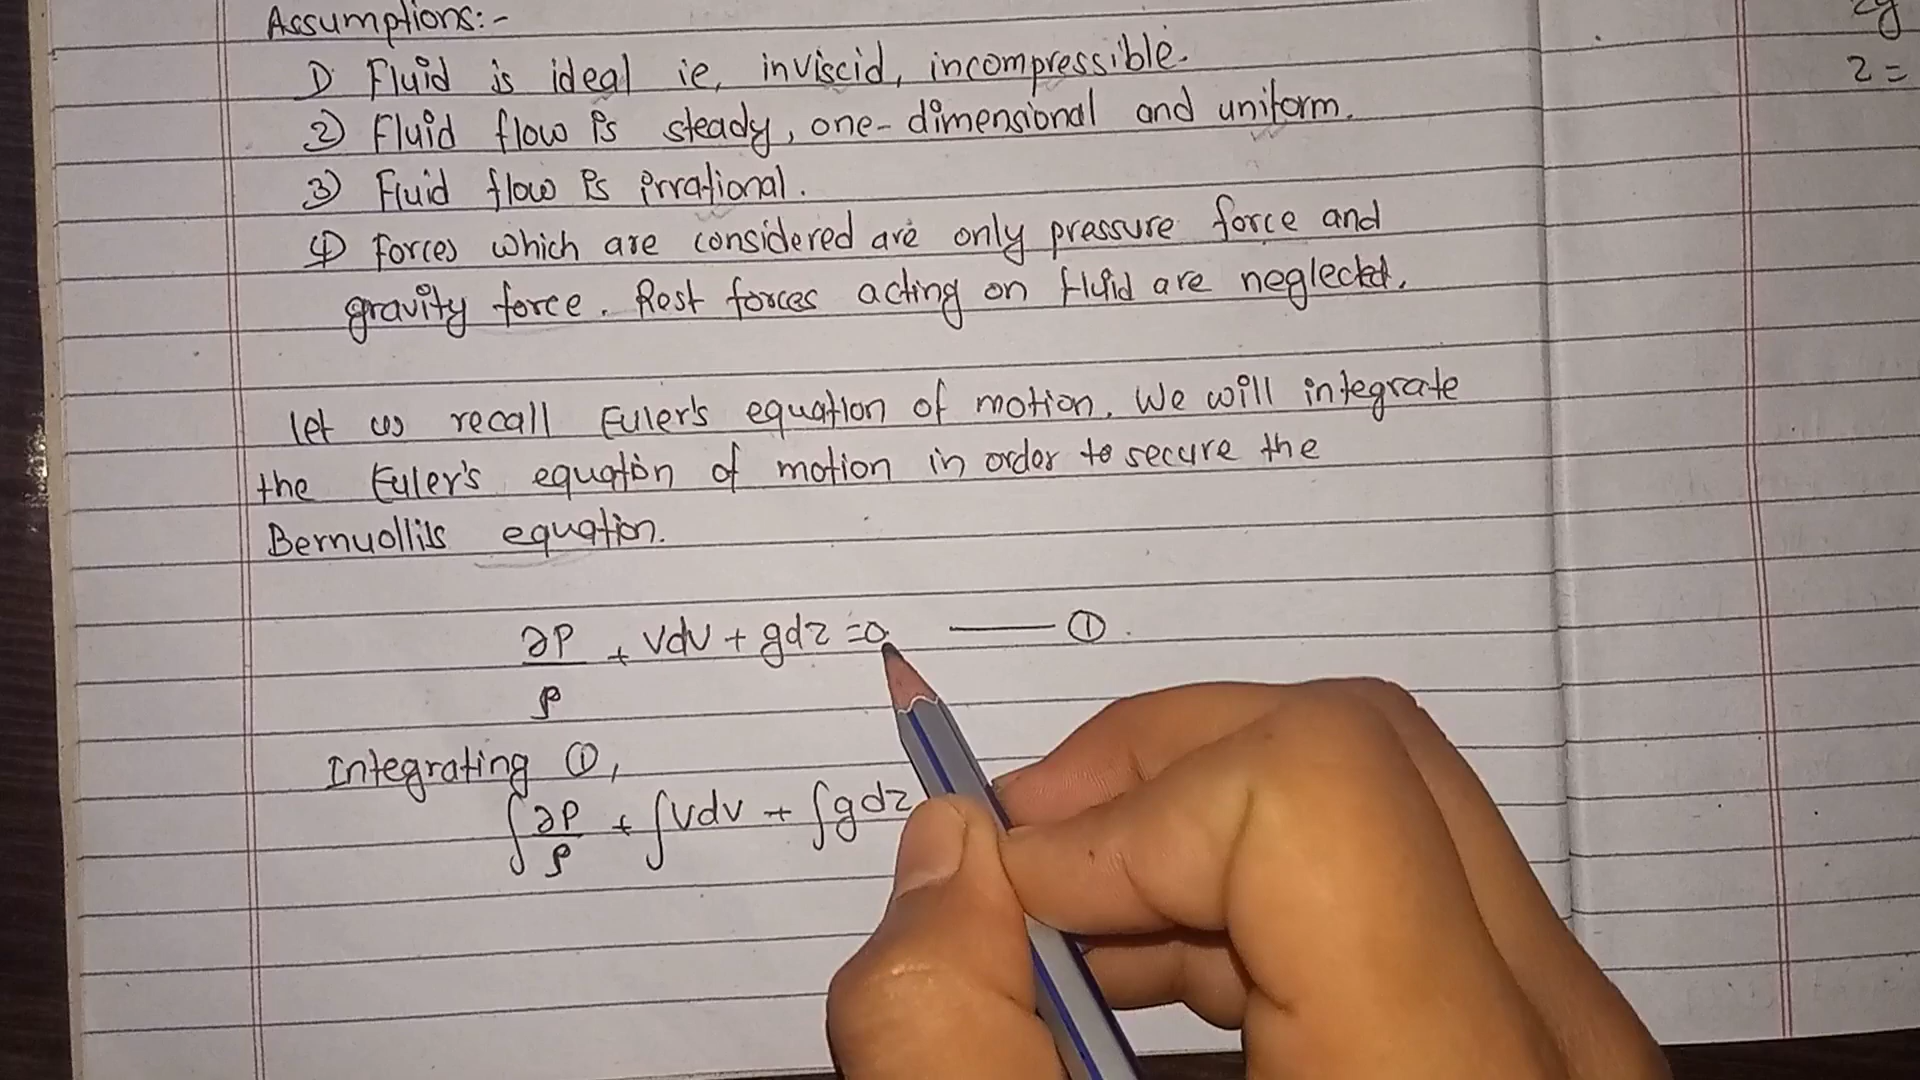 Assumptions:-
1) Fluid is ideal ie, inviscid, incompressible.
2) Fluid flow is steady, one-dimensional and uniform.
3) Fluid flow is irrational.
4) Forces which are considered are only pressure force and
gravity force. Rest forces acting on fluid are neglected.
let us recall Euler's equation of motion. We will integrate
the Euler's equation of motion in order to secure the
Bernuollis equation.
∂P/ρ + vdv + gdz = 0 —— ①
Integrating ①,
∫∂P/ρ + ∫vdv + ∫gdz
2 =